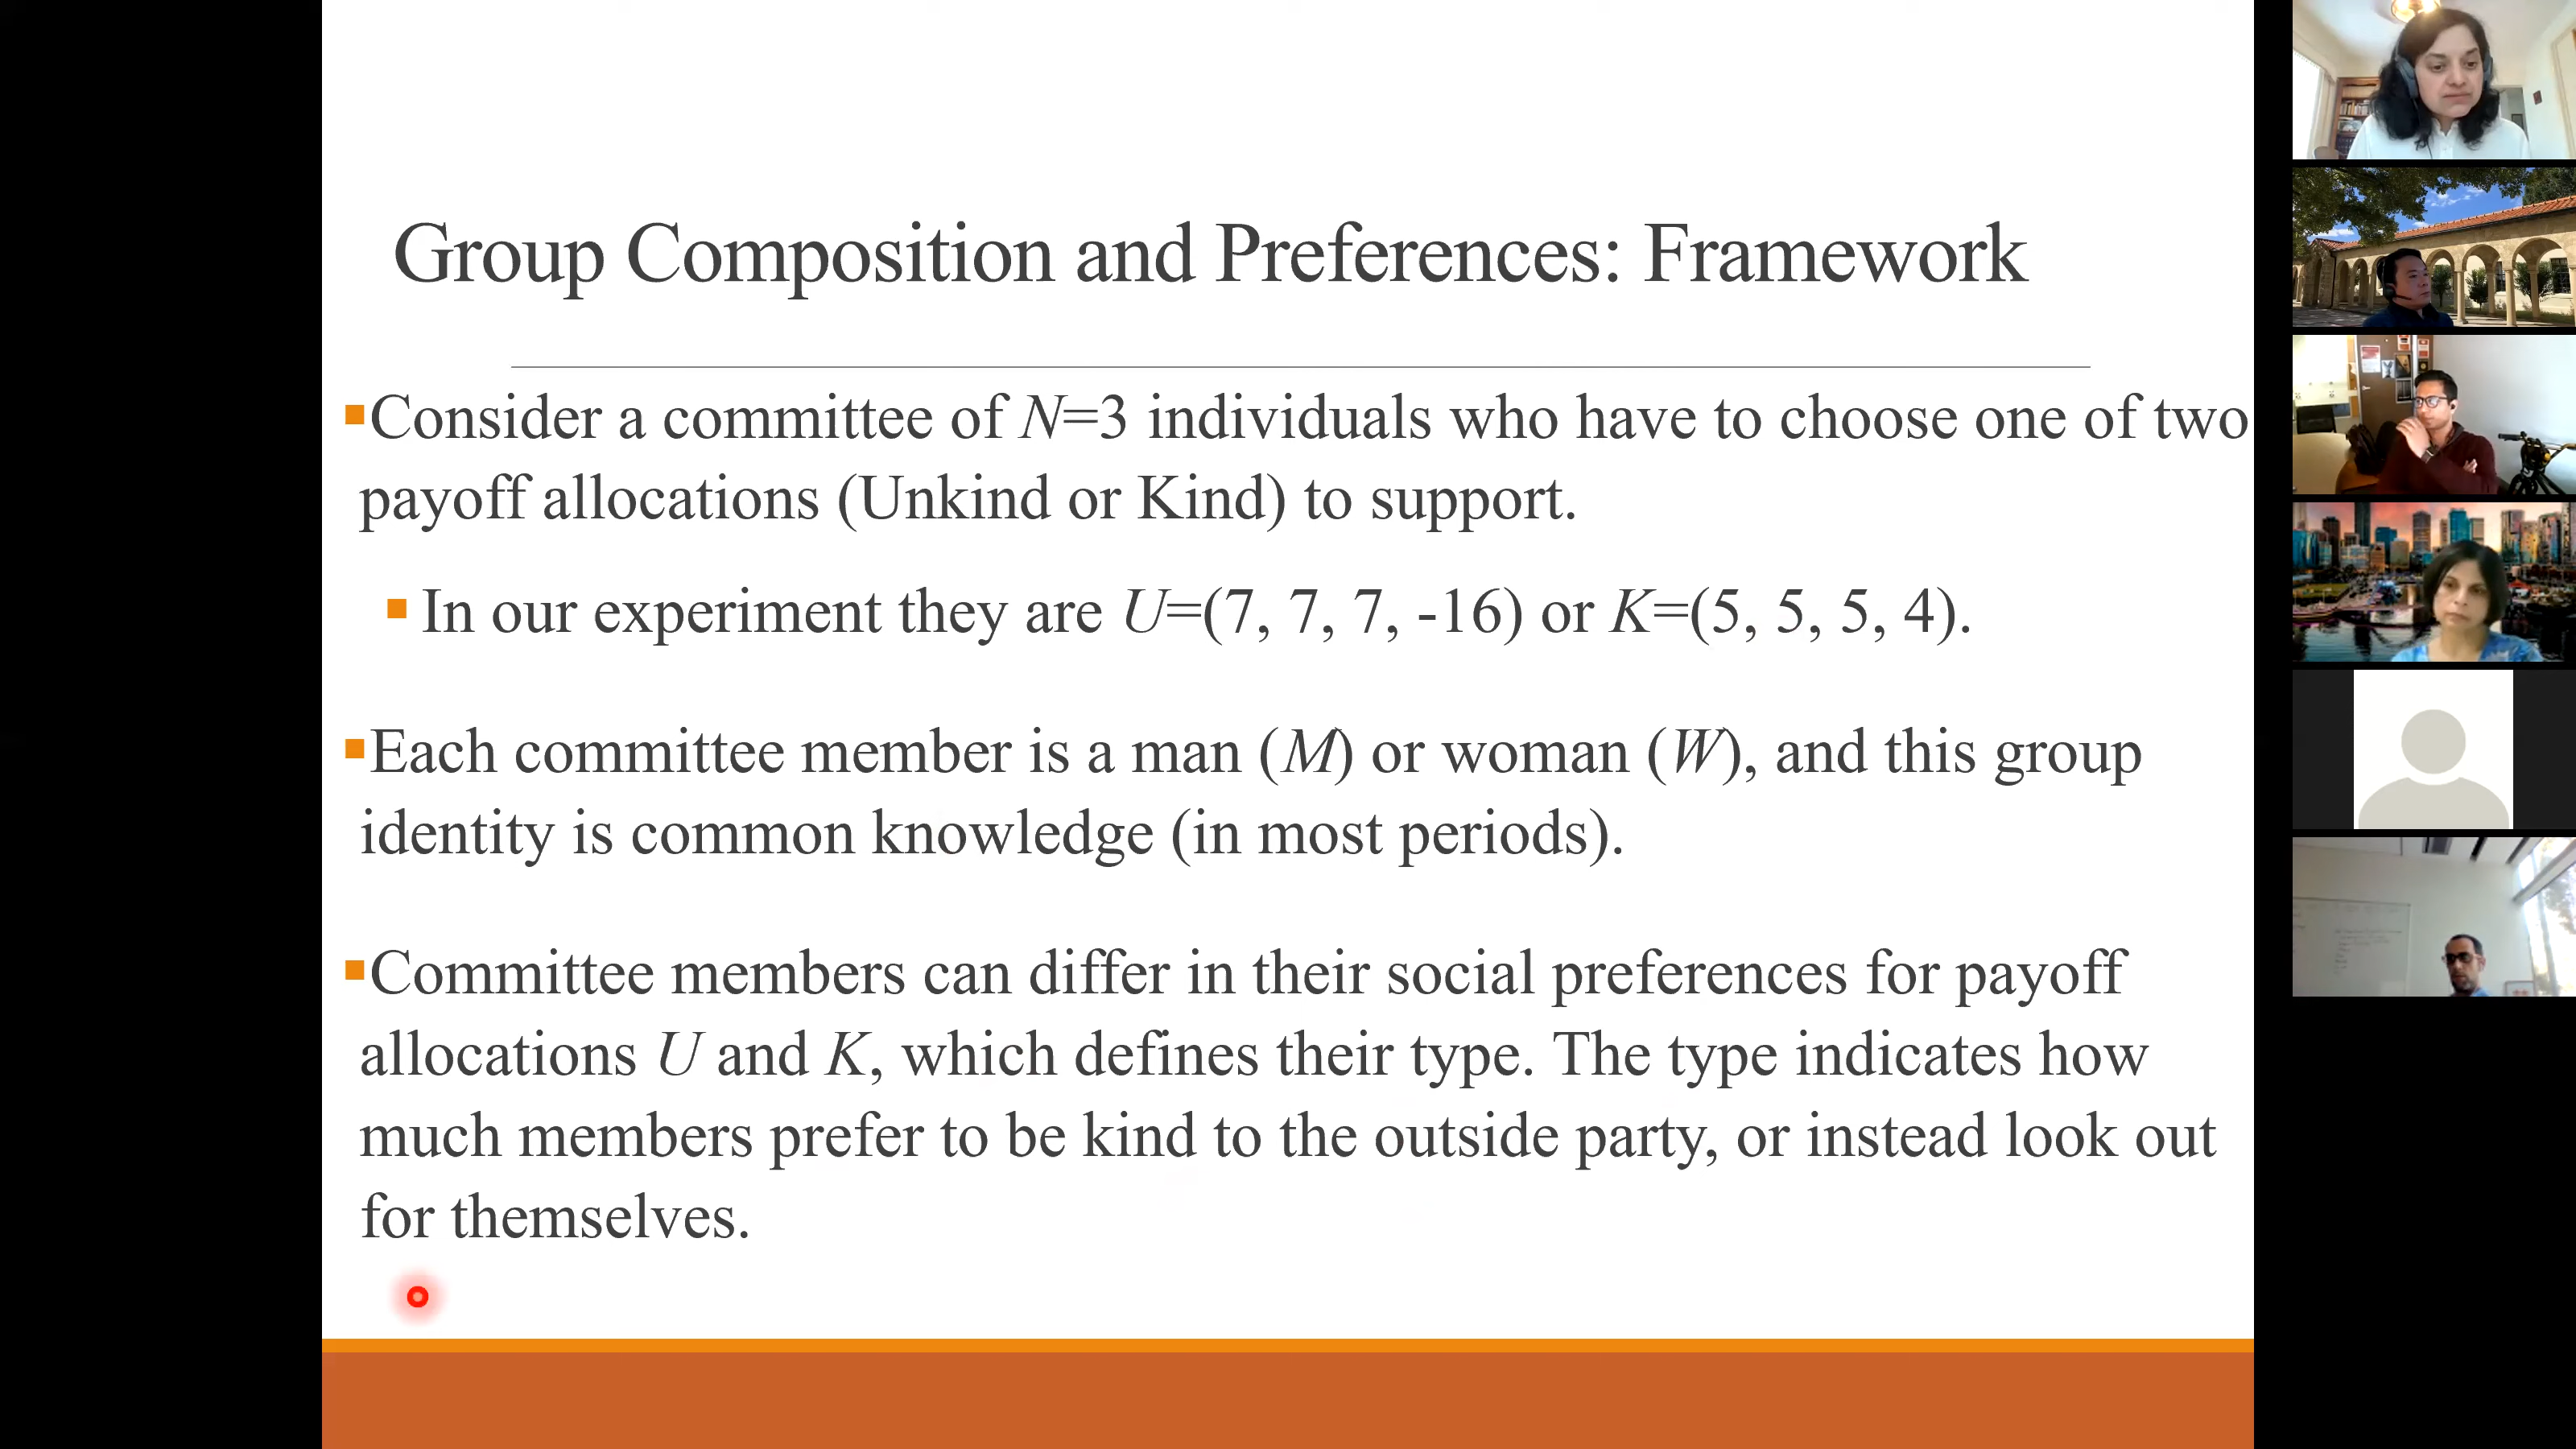 Group Composition and Preferences: Framework
▪Consider a committee of N=3 individuals who have to choose one of two
payoff allocations (Unkind or Kind) to support.
▪ In our experiment they are U=(7, 7, 7, -16) or K=(5, 5, 5, 4).
▪Each committee member is a man (M) or woman (W), and this group
identity is common knowledge (in most periods).
▪Committee members can differ in their social preferences for payoff
allocations U and K, which defines their type. The type indicates how
much members prefer to be kind to the outside party, or instead look out
for themselves.